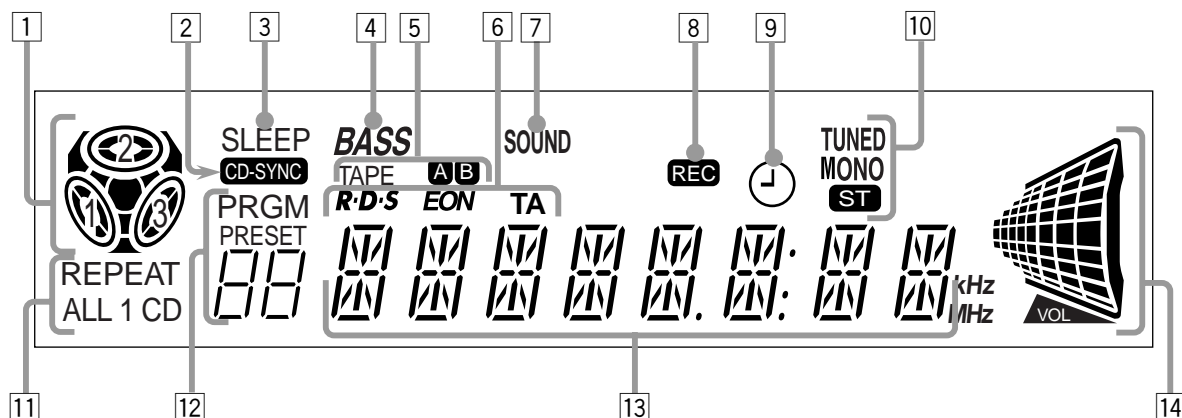 1 2 3 4 5 6 7 8 9 10
2 SLEEP BASS SOUND TUNED
CD-SYNC TAPE A B REC MONO
1 3 PRGM R·D·S EON TA ST
PRESET
REPEAT 88 kHz
ALL 1 CD MHz VOL
11 12 13 14